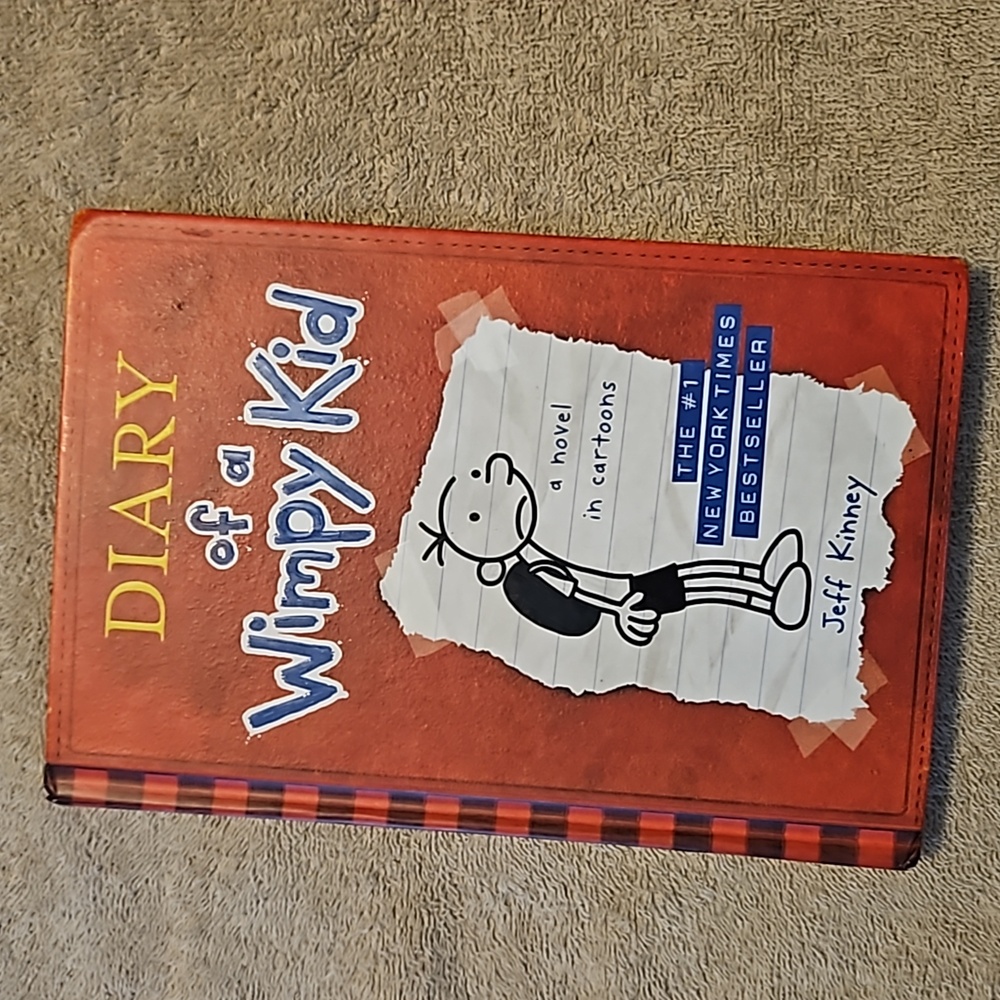 DIARY
of a
Wimpy Kid
a novel
in cartoons
THE #1
NEW YORK TIMES
BESTSELLER
Jeff Kinney